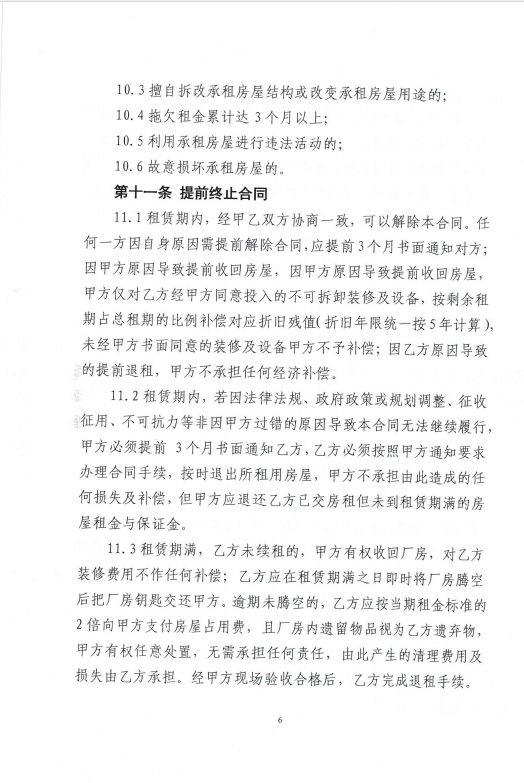 10.3擅自拆改承租房屋结构或改变承租房屋用途的；
10.4拖欠租金累计达 3个月以上；
10.5利用承租房屋进行违法活动的；
10.6故意损坏承租房屋的。
第十一条 提前终止合同
11.1租赁期内，经甲乙双方协商一致，可以解除本合同。任
何一方因自身原因需提前解除合同，应提前3个月书面通知对方；
因甲方原因导致提前收回房屋，因甲方原因导致提前收回房屋，
甲方仅对乙方经甲方同意投入的不可拆卸装修及设备，按剩余租
期占总租期的比例补偿对应折旧残值（折旧年限统一按5年计算），
未经甲方书面同意的装修及设备甲方不予补偿；因乙方原因导致
的提前退租，甲方不承担任何经济补偿。
11.2租赁期内，若因法律法规、政府政策或规划调整、征收
征用、不可抗力等非因甲方过错的原因导致本合同无法继续履行，
甲方必须提前 3个月书面通知乙方，乙方必须按照甲方通知要求
办理合同手续，按时退出所租用房屋，甲方不承担由此造成的任
何损失及补偿，但甲方应退还乙方已交房租但未到租赁期满的房
屋租金与保证金。
11.3租赁期满，乙方未续租的，甲方有权收回厂房，对乙方
装修费用不作任何补偿；乙方应在租赁期满之日即时将厂房腾空
后把厂房钥匙交还甲方。逾期未腾空的，乙方应按当期租金标准的
2倍向甲方支付房屋占用费，且厂房内遗留物品视为乙方遗弃物，
甲方有权任意处置，无需承担任何责任，由此产生的清理费用及
损失由乙方承担。经甲方现场验收合格后，乙方完成退租手续。
6